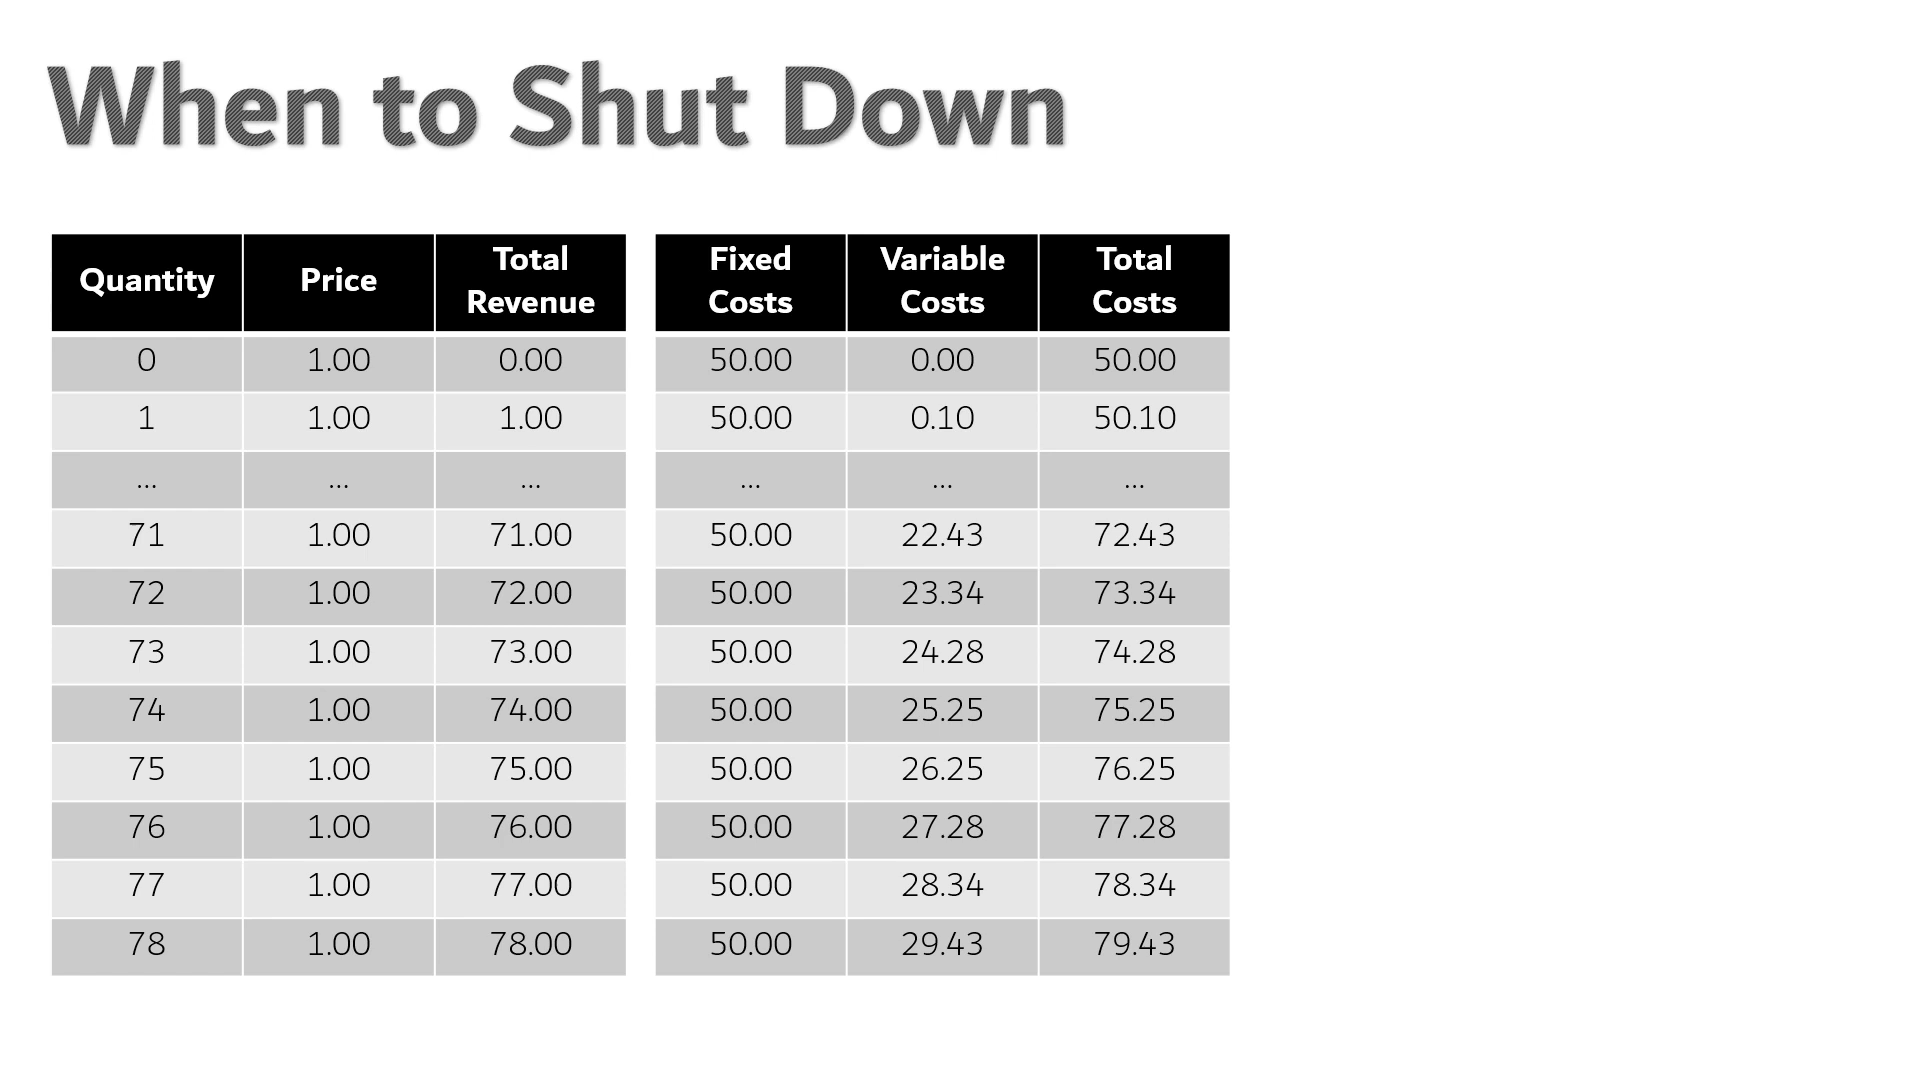 When to Shut Down
Quantity Price Total Revenue Fixed Costs Variable Costs Total Costs
0 1.00 0.00 50.00 0.00 50.00
1 1.00 1.00 50.00 0.10 50.10
... ... ... ... ... ...
71 1.00 71.00 50.00 22.43 72.43
72 1.00 72.00 50.00 23.34 73.34
73 1.00 73.00 50.00 24.28 74.28
74 1.00 74.00 50.00 25.25 75.25
75 1.00 75.00 50.00 26.25 76.25
76 1.00 76.00 50.00 27.28 77.28
77 1.00 77.00 50.00 28.34 78.34
78 1.00 78.00 50.00 29.43 79.43